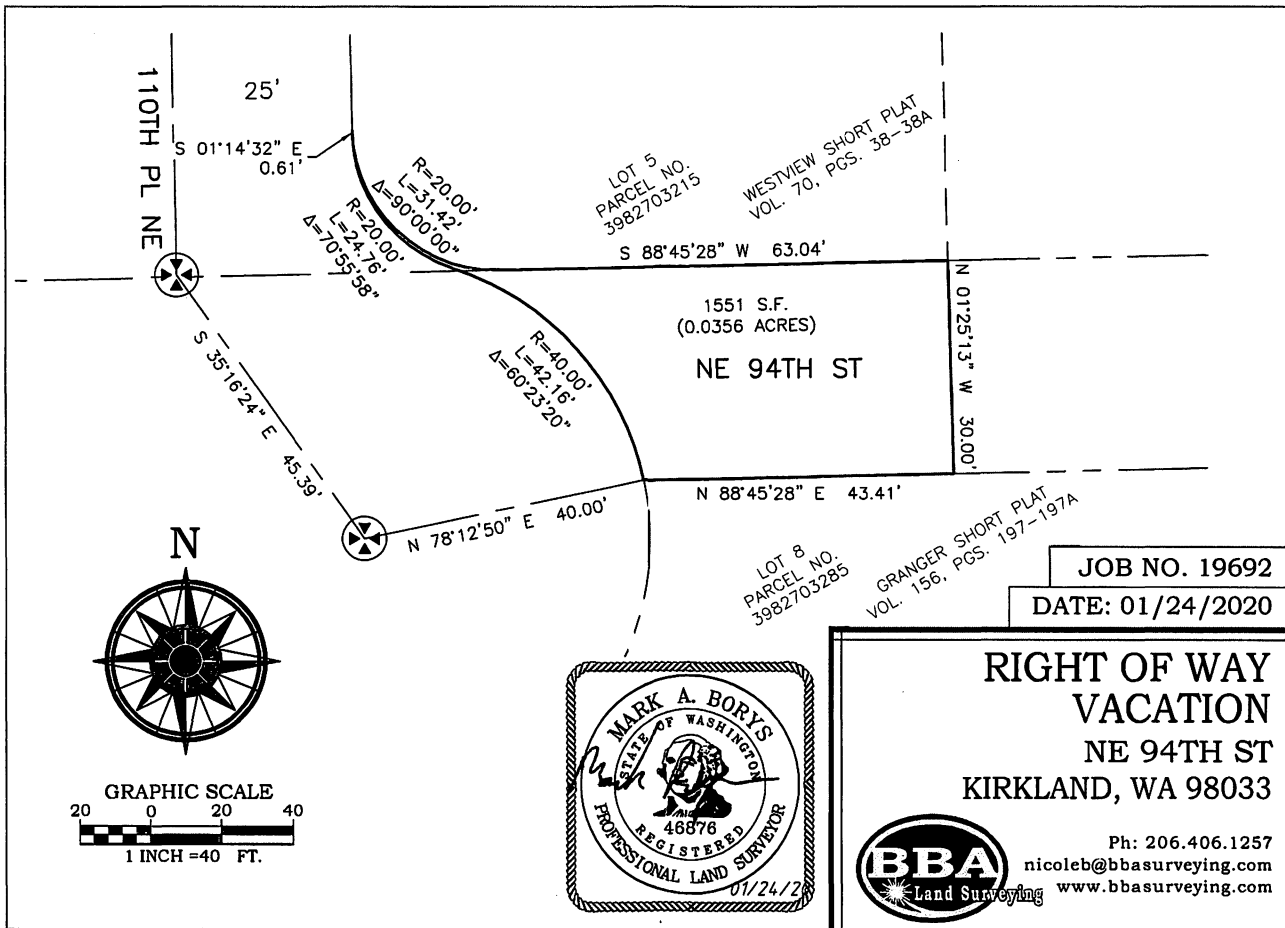 110TH PL NE
25'
S 01°14'32" E
0.61'
R=20.00'
L=31.42'
Δ=90°00'00"
R=20.00'
L=24.76'
Δ=70°55'58"
LOT 5
PARCEL NO.
3982703215
WESTVIEW SHORT PLAT
VOL. 70, PGS. 38-38A
S 88°45'28" W 63.04'
1551 S.F.
(0.0356 ACRES)
NE 94TH ST
N 01°25'13" W 30.00'
R=40.00'
L=42.16'
Δ=60°23'20"
S 35°16'24" E 45.39'
N 78°12'50" E 40.00'
N 88°45'28" E 43.41'
LOT 8
PARCEL NO.
3982703285
GRANGER SHORT PLAT
VOL. 156, PGS. 197-197A
N
GRAPHIC SCALE
20 0 20 40
1 INCH =40 FT.
MARK A. BORYS
STATE OF WASHINGTON
46876
REGISTERED
PROFESSIONAL LAND SURVEYOR
JOB NO. 19692
DATE: 01/24/2020
RIGHT OF WAY
VACATION
NE 94TH ST
KIRKLAND, WA 98033
BBA
Land Surveying
Ph: 206.406.1257
nicoleb@bbasurveying.com
www.bbasurveying.com